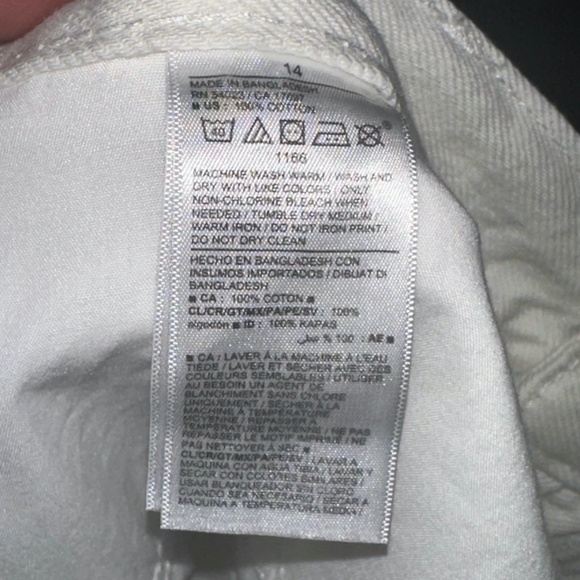 14
MADE IN BANGLADESH
RN 54023 / CA 17897
■ US : 100% COTTON
40
1166
MACHINE WASH WARM / WASH AND
DRY WITH LIKE COLORS / ONLY
NON-CHLORINE BLEACH WHEN
NEEDED / TUMBLE DRY MEDIUM /
WARM IRON / DO NOT IRON PRINT /
DO NOT DRY CLEAN
HECHO EN BANGLADESH CON
INSUMOS IMPORTADOS / DIBUAT DI
BANGLADESH
■ CA : 100% COTON ■
CL/CR/GT/MX/PA/PE/SV : 100%
algodón ■ ID : 100% KAPAS
■ AE : 100 %
■ CA : LAVER À LA MACHINE À L'EAU
TIÈDE / LAVER ET SÉCHER AVEC DES
COULEURS SEMBLABLES / UTILISER
AU BESOIN UN AGENT DE
BLANCHIMENT SANS CHLORE
UNIQUEMENT / SÉCHER À LA
MACHINE À TEMPÉRATURE
MOYENNE / REPASSER À
TEMPÉRATURE MOYENNE / NE PAS
REPASSER LE MOTIF IMPRIMÉ / NE
PAS NETTOYER À SEC ■
CL/CR/GT/MX/PA/PE/SV : LAVAR A
MAQUINA CON AGUA TIBIA / LAVAR Y
SECAR CON COLORES SIMILARES /
USAR BLANQUEADOR SIN CLORO
CUANDO SEA NECESARIO / SECAR A
MAQUINA A TEMPERATURA MEDIA /